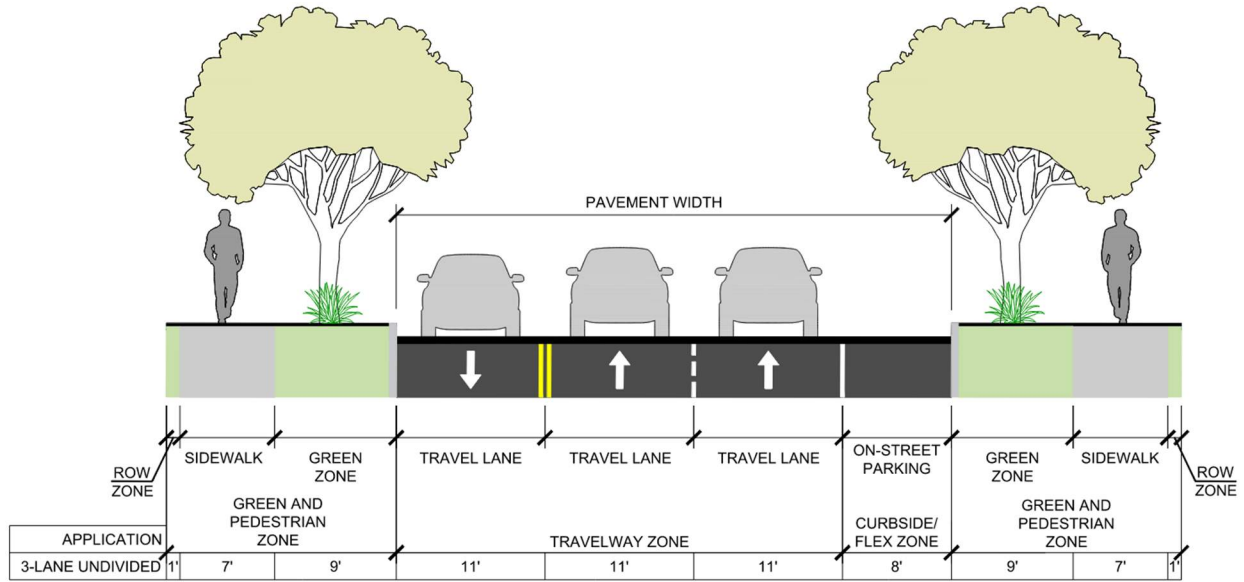 PAVEMENT WIDTH
ROW
ZONE
SIDEWALK
GREEN
ZONE
TRAVEL LANE
TRAVEL LANE
TRAVEL LANE
ON-STREET
PARKING
GREEN
ZONE
SIDEWALK
ROW
ZONE
GREEN AND
PEDESTRIAN
ZONE
TRAVELWAY ZONE
CURBSIDE/
FLEX ZONE
GREEN AND
PEDESTRIAN
ZONE
APPLICATION
3-LANE UNDIVIDED 1' 7' 9' 11' 11' 11' 8' 9' 7' 1'